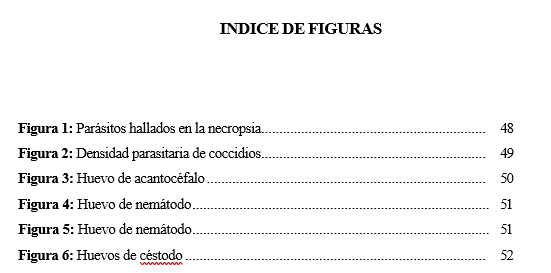 INDICE DE FIGURAS
Figura 1: Parásitos hallados en la necropsia.................................................................. 48
Figura 2: Densidad parasitaria de coccidios.................................................................. 49
Figura 3: Huevo de acantocéfalo.................................................................................. 50
Figura 4: Huevo de nemátodo...................................................................................... 51
Figura 5: Huevo de nemátodo...................................................................................... 51
Figura 6: Huevos de céstodo........................................................................................ 52